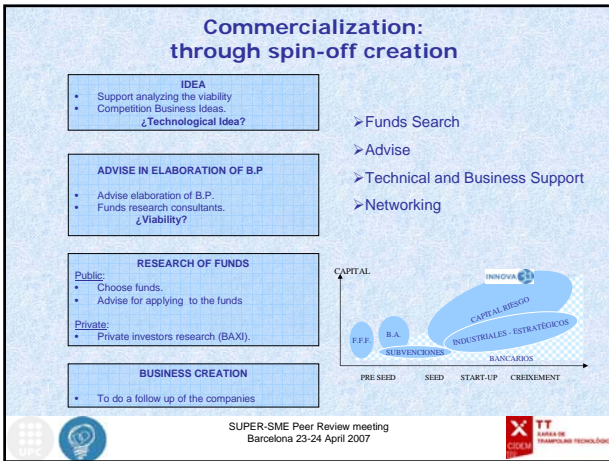 Commercialization:
through spin-off creation
IDEA
• Support analyzing the viability
• Competition Business Ideas.
¿Technological Idea?
ADVISE IN ELABORATION OF B.P
• Advise elaboration of B.P.
• Funds research consultants.
¿Viability?
RESEARCH OF FUNDS
Public:
• Choose funds.
• Advise for applying to the funds
Private:
• Private investors research (BAXI).
BUSINESS CREATION
• To do a follow up of the companies
➢Funds Search
➢Advise
➢Technical and Business Support
➢Networking
CAPITAL
INNOVA 31
CAPITAL RIESGO
F.F.F.
B.A.
INDUSTRIALES - ESTRATÉGICOS
SUBVENCIONES
BANCARIOS
PRE SEED SEED START-UP CREIXEMENT
SUPER-SME Peer Review meeting
Barcelona 23-24 April 2007
UPC
CIDEM
TT
XARXA DE
TRAMPOLINS TECNOLÒGICS